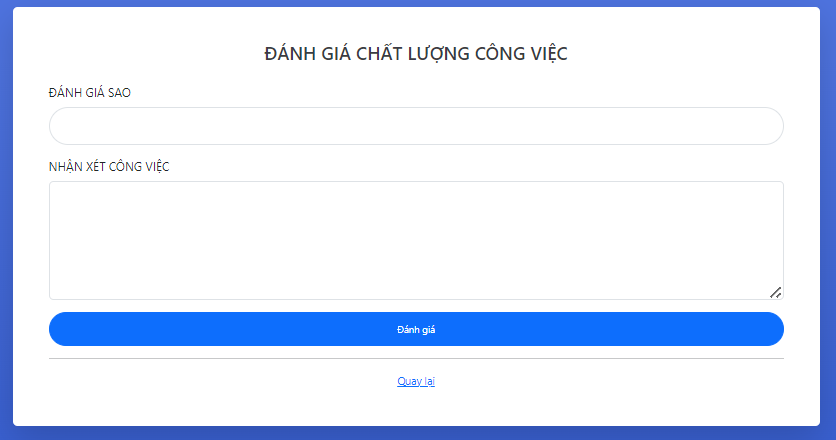 ĐÁNH GIÁ CHẤT LƯỢNG CÔNG VIỆC
ĐÁNH GIÁ SAO
NHẬN XÉT CÔNG VIỆC
Đánh giá
Quay lại